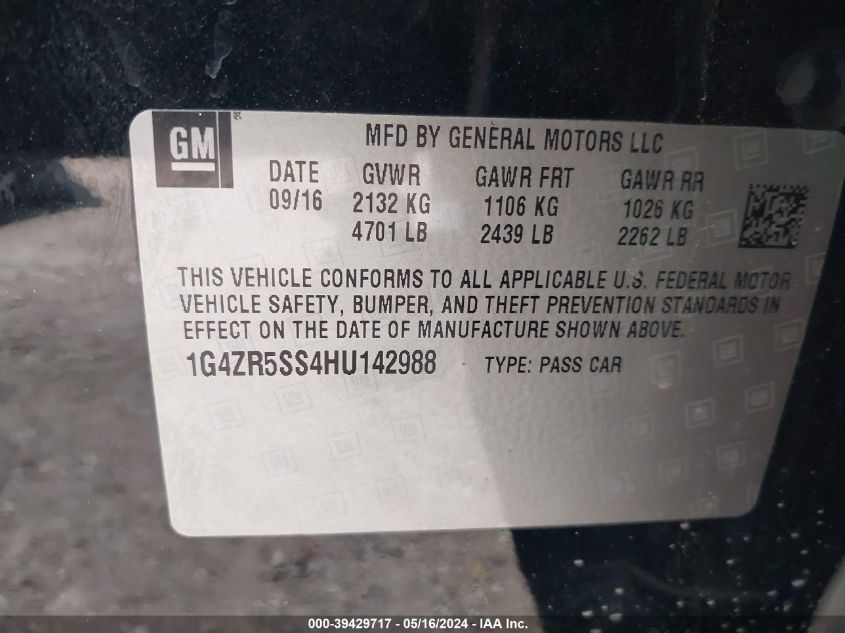 GM
MFD BY GENERAL MOTORS LLC
DATE GVWR GAWR FRT GAWR RR
09/16 2132 KG 1106 KG 1026 KG
4701 LB 2439 LB 2262 LB
THIS VEHICLE CONFORMS TO ALL APPLICABLE U.S. FEDERAL MOTOR
VEHICLE SAFETY, BUMPER, AND THEFT PREVENTION STANDARDS IN
EFFECT ON THE DATE OF MANUFACTURE SHOWN ABOVE.
1G4ZR5SS4HU142988 TYPE: PASS CAR
000-39429717 - 05/16/2024 - IAA Inc.